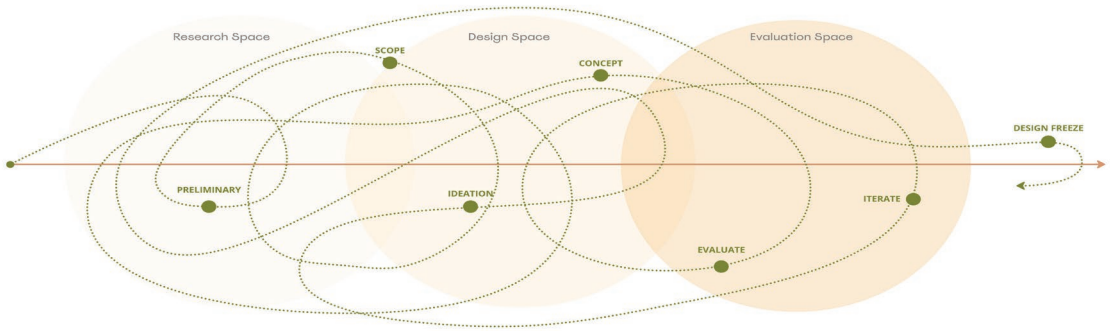 Research Space
Design Space
Evaluation Space
SCOPE
CONCEPT
DESIGN FREEZE
PRELIMINARY
IDEATION
ITERATE
EVALUATE